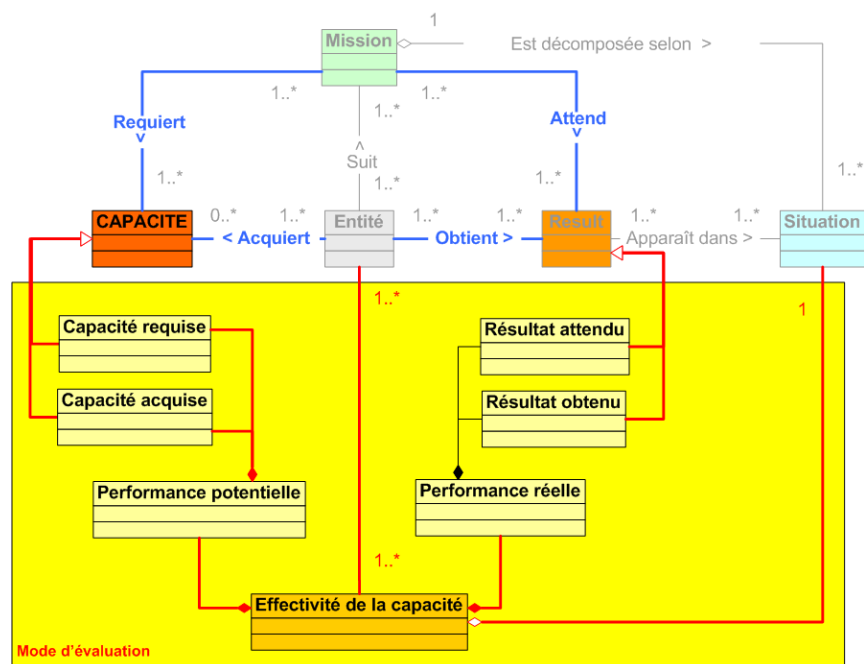 1
Mission
Est décomposée selon >
1..*
1..*
1..*
Requiert
<
Attend
<
<
Suit
1..*
1..*
1..*
1..*
CAPACITE
0..*
1..*
Entité
1..*
1..*
Result
1..*
1..*
Situation
< Acquiert
Obtient >
Apparaît dans >
1..*
1
Capacité requise
Résultat attendu
Capacité acquise
Résultat obtenu
Performance potentielle
Performance réelle
1..*
Effectivité de la capacité
Mode d'évaluation